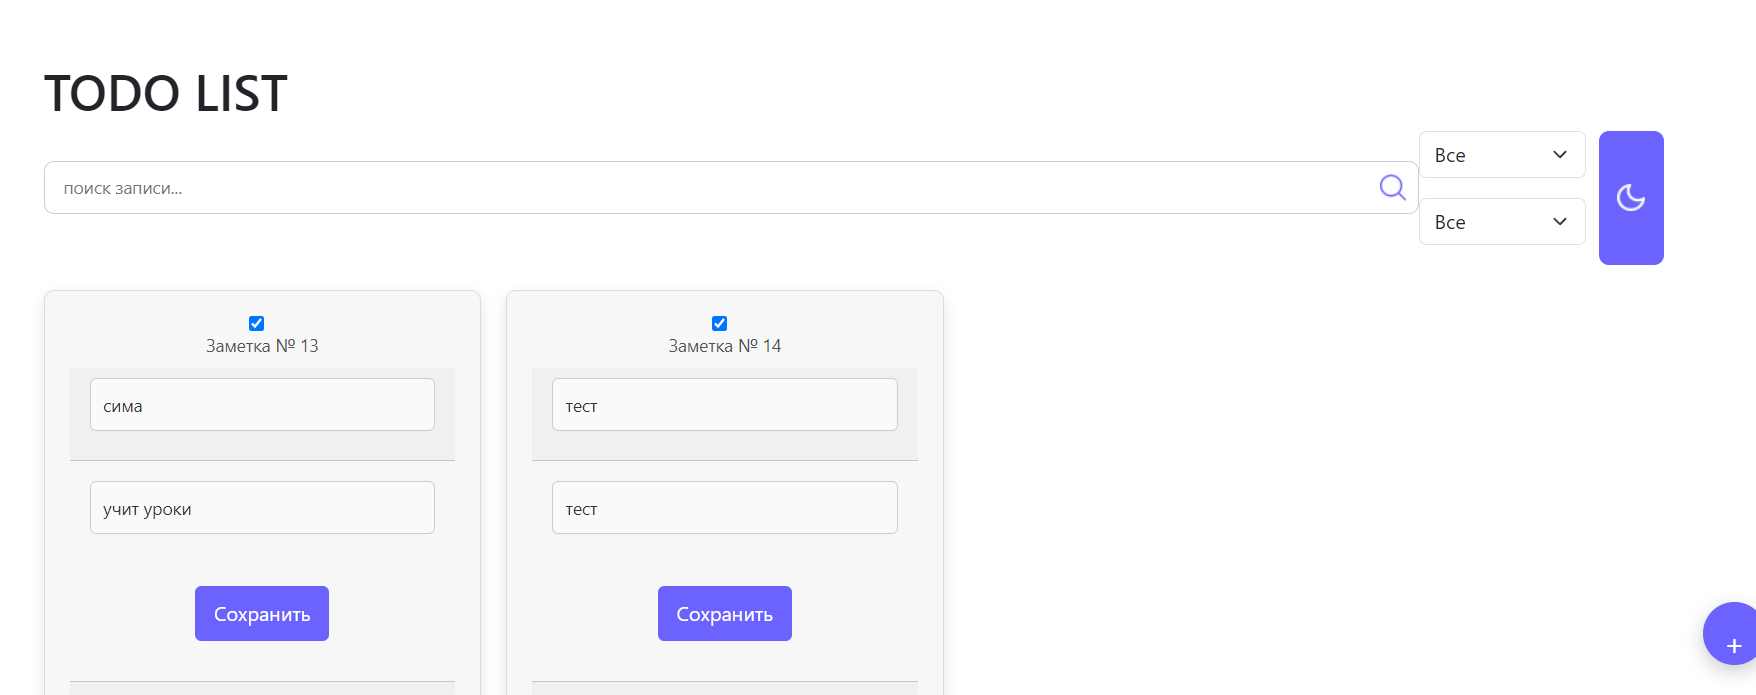 TODO LIST
поиск записи...
Все
Все
Заметка № 13
сима
учит уроки
Сохранить
Заметка № 14
тест
тест
Сохранить
+